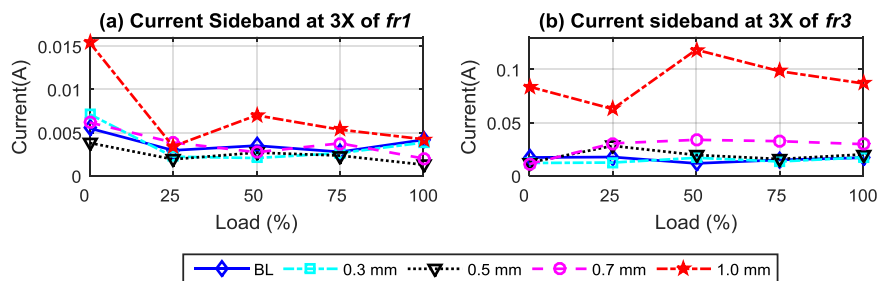 (a) Current Sideband at 3X of fr1
Current(A)
0.015
0.01
0.005
0
0 25 50 75 100
Load (%)
(b) Current sideband at 3X of fr3
Current(A)
0.1
0.05
0
0 25 50 75 100
Load (%)
BL 0.3 mm 0.5 mm 0.7 mm 1.0 mm